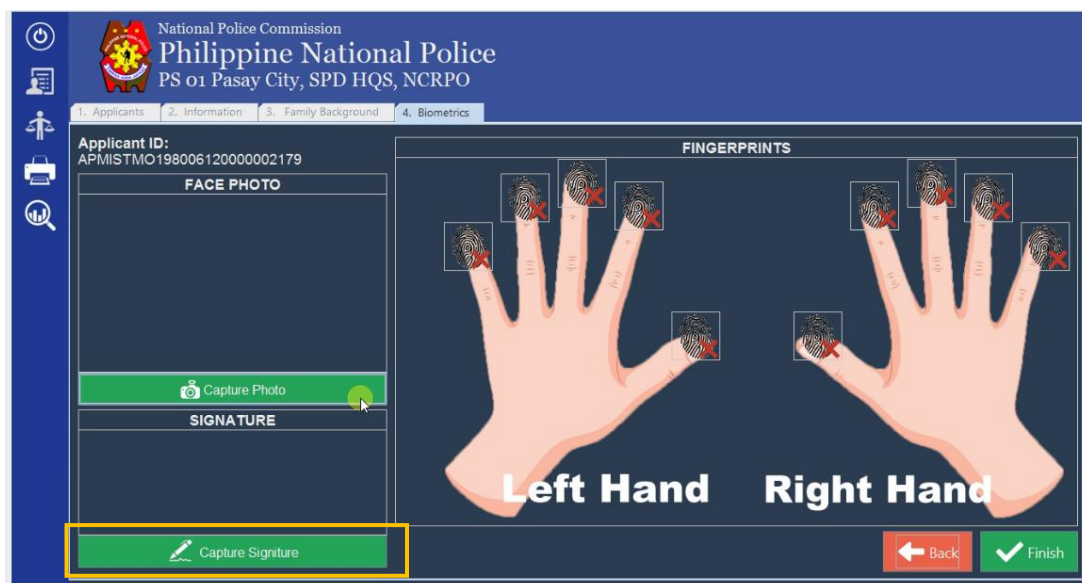 National Police Commission
Philippine National Police
PS 01 Pasay City, SPD HQS, NCRPO
1. Applicants
2. Information
3. Family Background
4. Biometrics
Applicant ID:
APMISTMO198006120000002179
FACE PHOTO
Capture Photo
SIGNATURE
Capture Signiture
FINGERPRINTS
Left Hand
Right Hand
Back
Finish